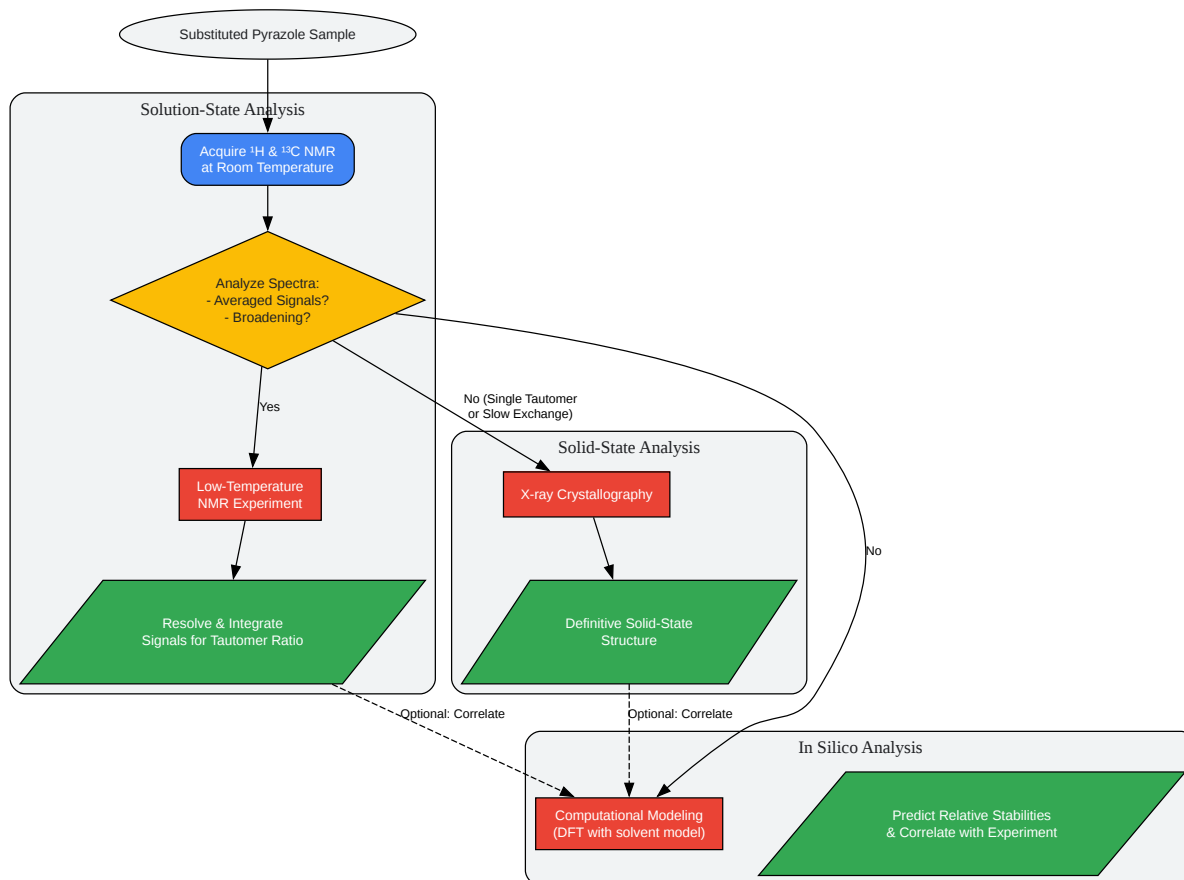 Substituted Pyrazole Sample
Solution-State Analysis
Acquire ¹H & ¹³C NMR
at Room Temperature
Analyze Spectra:
- Averaged Signals?
- Broadening?
Yes
No (Single Tautomer
or Slow Exchange)
No
Low-Temperature
NMR Experiment
Solid-State Analysis
X-ray Crystallography
Resolve & Integrate
Signals for Tautomer Ratio
Definitive Solid-State
Structure
Optional: Correlate
Optional: Correlate
In Silico Analysis
Computational Modeling
(DFT with solvent model)
Predict Relative Stabilities
& Correlate with Experiment